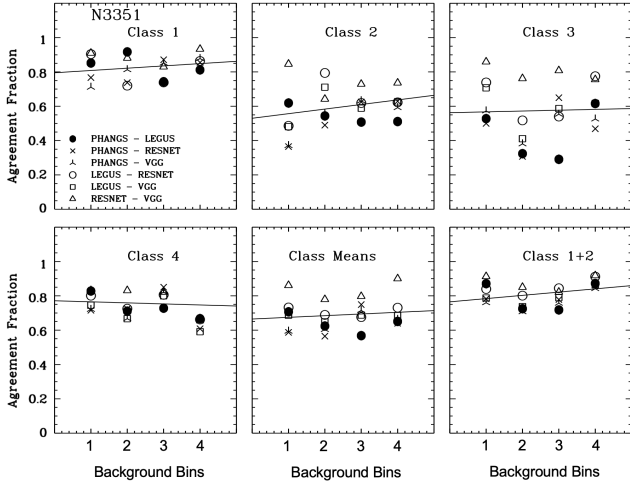 N3351
Class 1
Class 2
Class 3
Agreement Fraction
1
0.8
0.6
0.4
0.2
0
PHANGS - LEGUS
PHANGS - RESNET
PHANGS - VGG
LEGUS - RESNET
LEGUS - VGG
RESNET - VGG
Class 4
Class Means
Class 1+2
Agreement Fraction
1
0.8
0.6
0.4
0.2
0
1 2 3 4
1 2 3 4
1 2 3 4
Background Bins
Background Bins
Background Bins